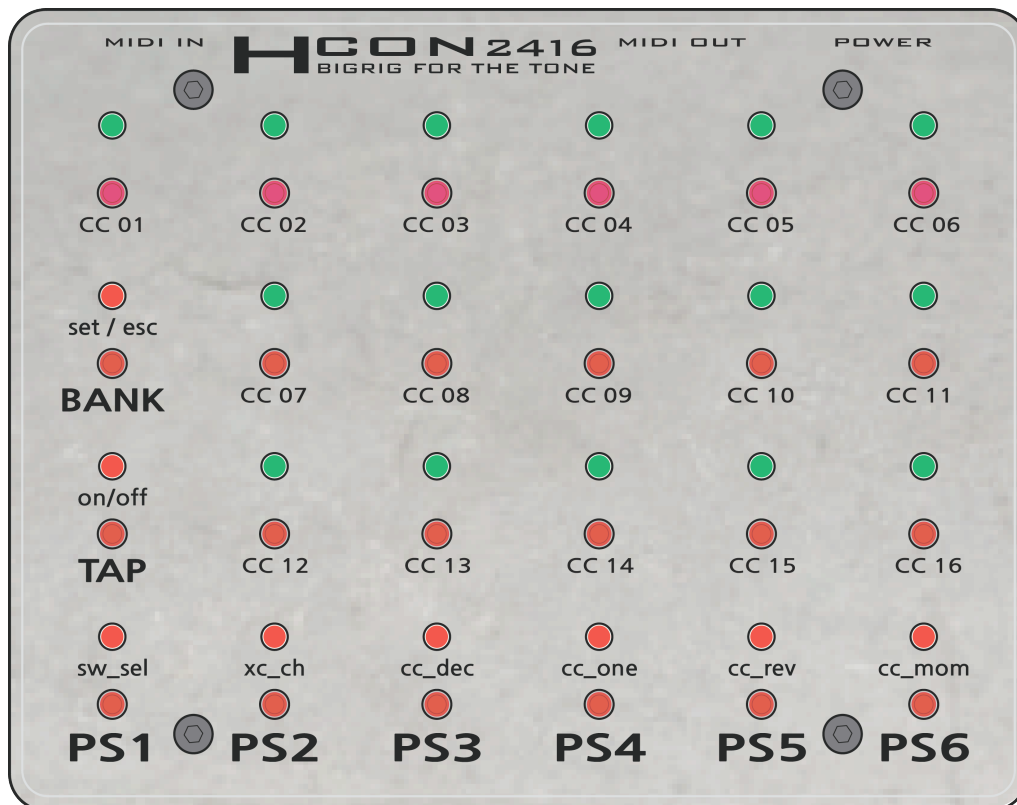 MIDI IN HCON 2416 MIDI OUT POWER
BIGRIG FOR THE TONE
CC 01 CC 02 CC 03 CC 04 CC 05 CC 06
set / esc
BANK CC 07 CC 08 CC 09 CC 10 CC 11
on/off
TAP CC 12 CC 13 CC 14 CC 15 CC 16
sw_sel xc_ch cc_dec cc_one cc_rev cc_mom
PS1 PS2 PS3 PS4 PS5 PS6